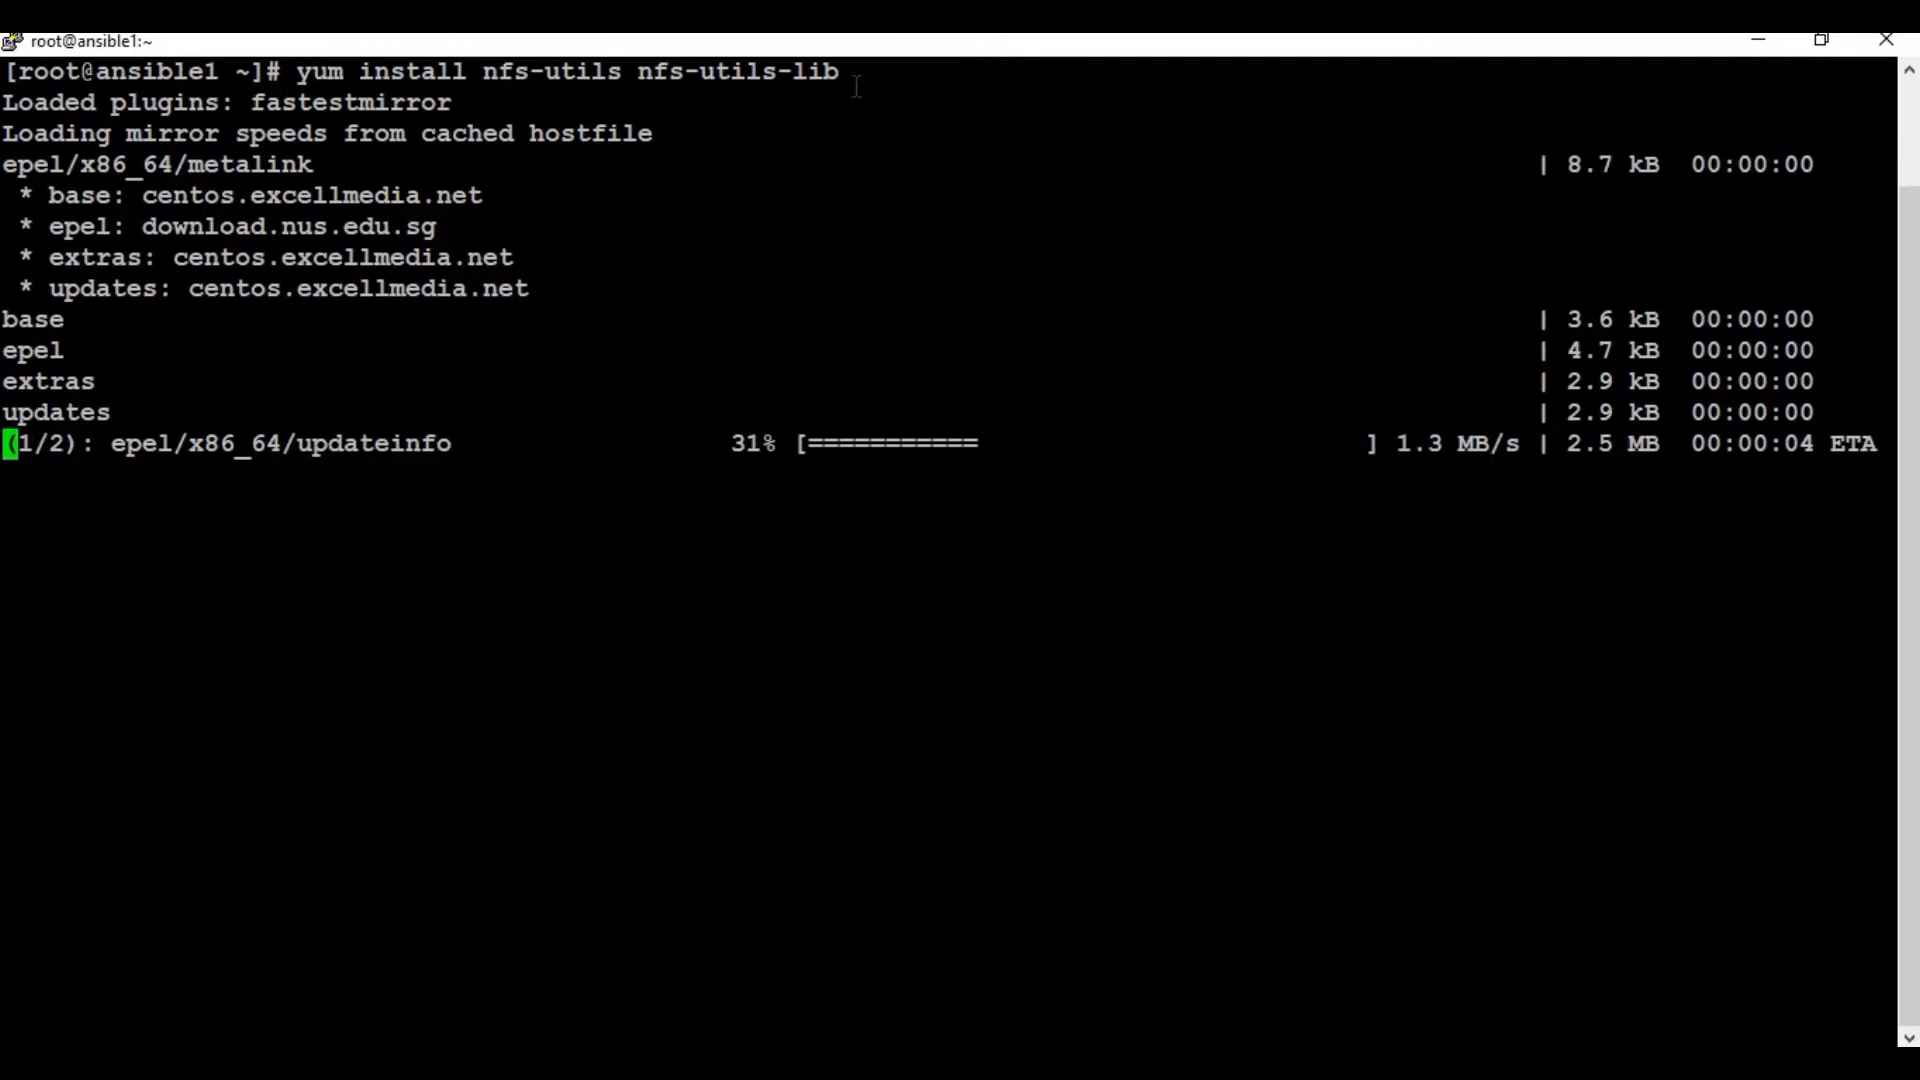 root@ansible1:~
[root@ansible1 ~]# yum install nfs-utils nfs-utils-lib
Loaded plugins: fastestmirror
Loading mirror speeds from cached hostfile
epel/x86_64/metalink | 8.7 kB 00:00:00
* base: centos.excellmedia.net
* epel: download.nus.edu.sg
* extras: centos.excellmedia.net
* updates: centos.excellmedia.net
base | 3.6 kB 00:00:00
epel | 4.7 kB 00:00:00
extras | 2.9 kB 00:00:00
updates | 2.9 kB 00:00:00
(1/2): epel/x86_64/updateinfo 31% [=========== ] 1.3 MB/s | 2.5 MB 00:00:04 ETA